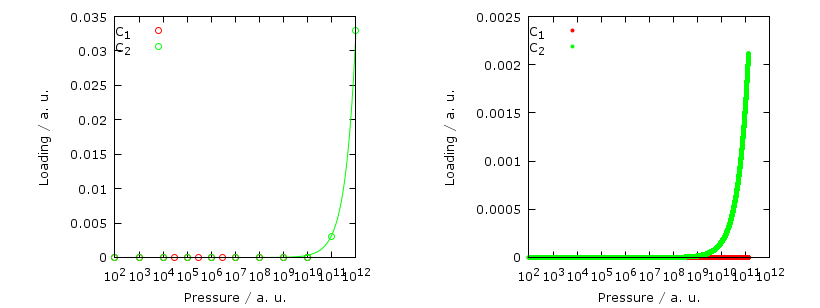 0.035
0.03
0.025
0.02
0.015
0.01
0.005
0
C1
C2
Loading / a. u.
10^2 10^3 10^4 10^5 10^6 10^7 10^8 10^9 10^10 10^11 10^12
Pressure / a. u.
0.0025
0.002
0.0015
0.001
0.0005
0
C1
C2
Loading / a. u.
10^2 10^3 10^4 10^5 10^6 10^7 10^8 10^9 10^10 10^11 10^12
Pressure / a. u.